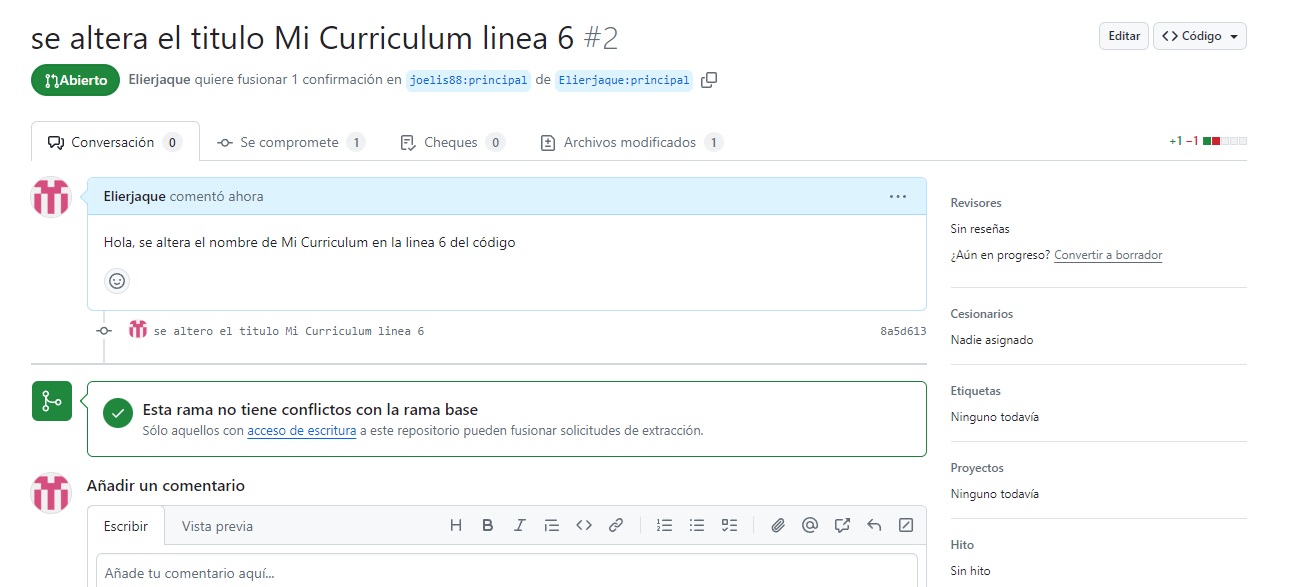 se altera el titulo Mi Curriculum linea 6 #2
Editar
Código
Abierto
Elierjaque quiere fusionar 1 confirmación en joelis88:principal de Elierjaque:principal
Conversación 0
Se compromete 1
Cheques 0
Archivos modificados 1
+1 −1
Elierjaque comentó ahora
Hola, se altera el nombre de Mi Curriculum en la linea 6 del código
se altero el titulo Mi Curriculum linea 6
8a5d613
Esta rama no tiene conflictos con la rama base
Sólo aquellos con acceso de escritura a este repositorio pueden fusionar solicitudes de extracción.
Añadir un comentario
Escribir
Vista previa
Añade tu comentario aquí...
Revisores
Sin reseñas
¿Aún en progreso? Convertir a borrador
Cesionarios
Nadie asignado
Etiquetas
Ninguno todavía
Proyectos
Ninguno todavía
Hito
Sin hito